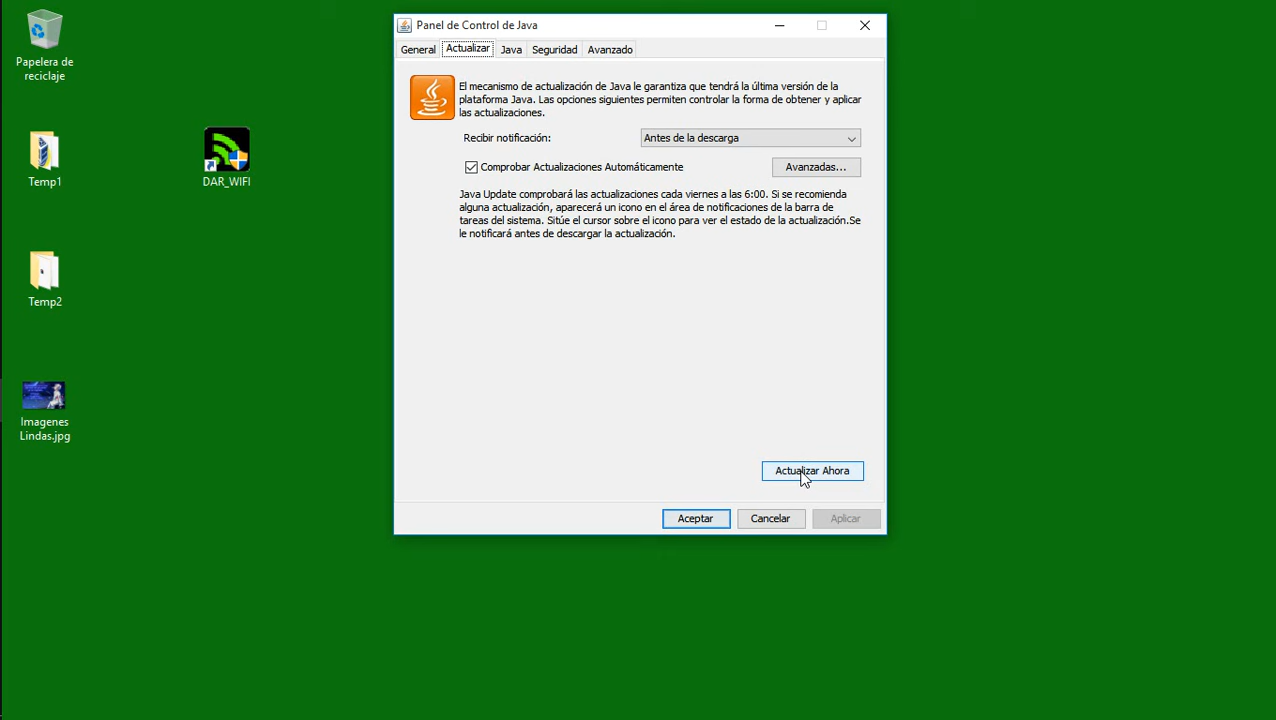 Papelera de
reciclaje
Temp1
DAR_WIFI
Temp2
Imagenes
Lindas.jpg
Panel de Control de Java
General
Actualizar
Java
Seguridad
Avanzado
El mecanismo de actualización de Java le garantiza que tendrá la última versión de la
plataforma Java. Las opciones siguientes permiten controlar la forma de obtener y aplicar
las actualizaciones.
Recibir notificación:
Antes de la descarga
Comprobar Actualizaciones Automáticamente
Avanzadas...
Java Update comprobará las actualizaciones cada viernes a las 6:00. Si se recomienda
alguna actualización, aparecerá un icono en el área de notificaciones de la barra de
tareas del sistema. Sitúe el cursor sobre el icono para ver el estado de la actualización.Se
le notificará antes de descargar la actualización.
Actualizar Ahora
Aceptar
Cancelar
Aplicar